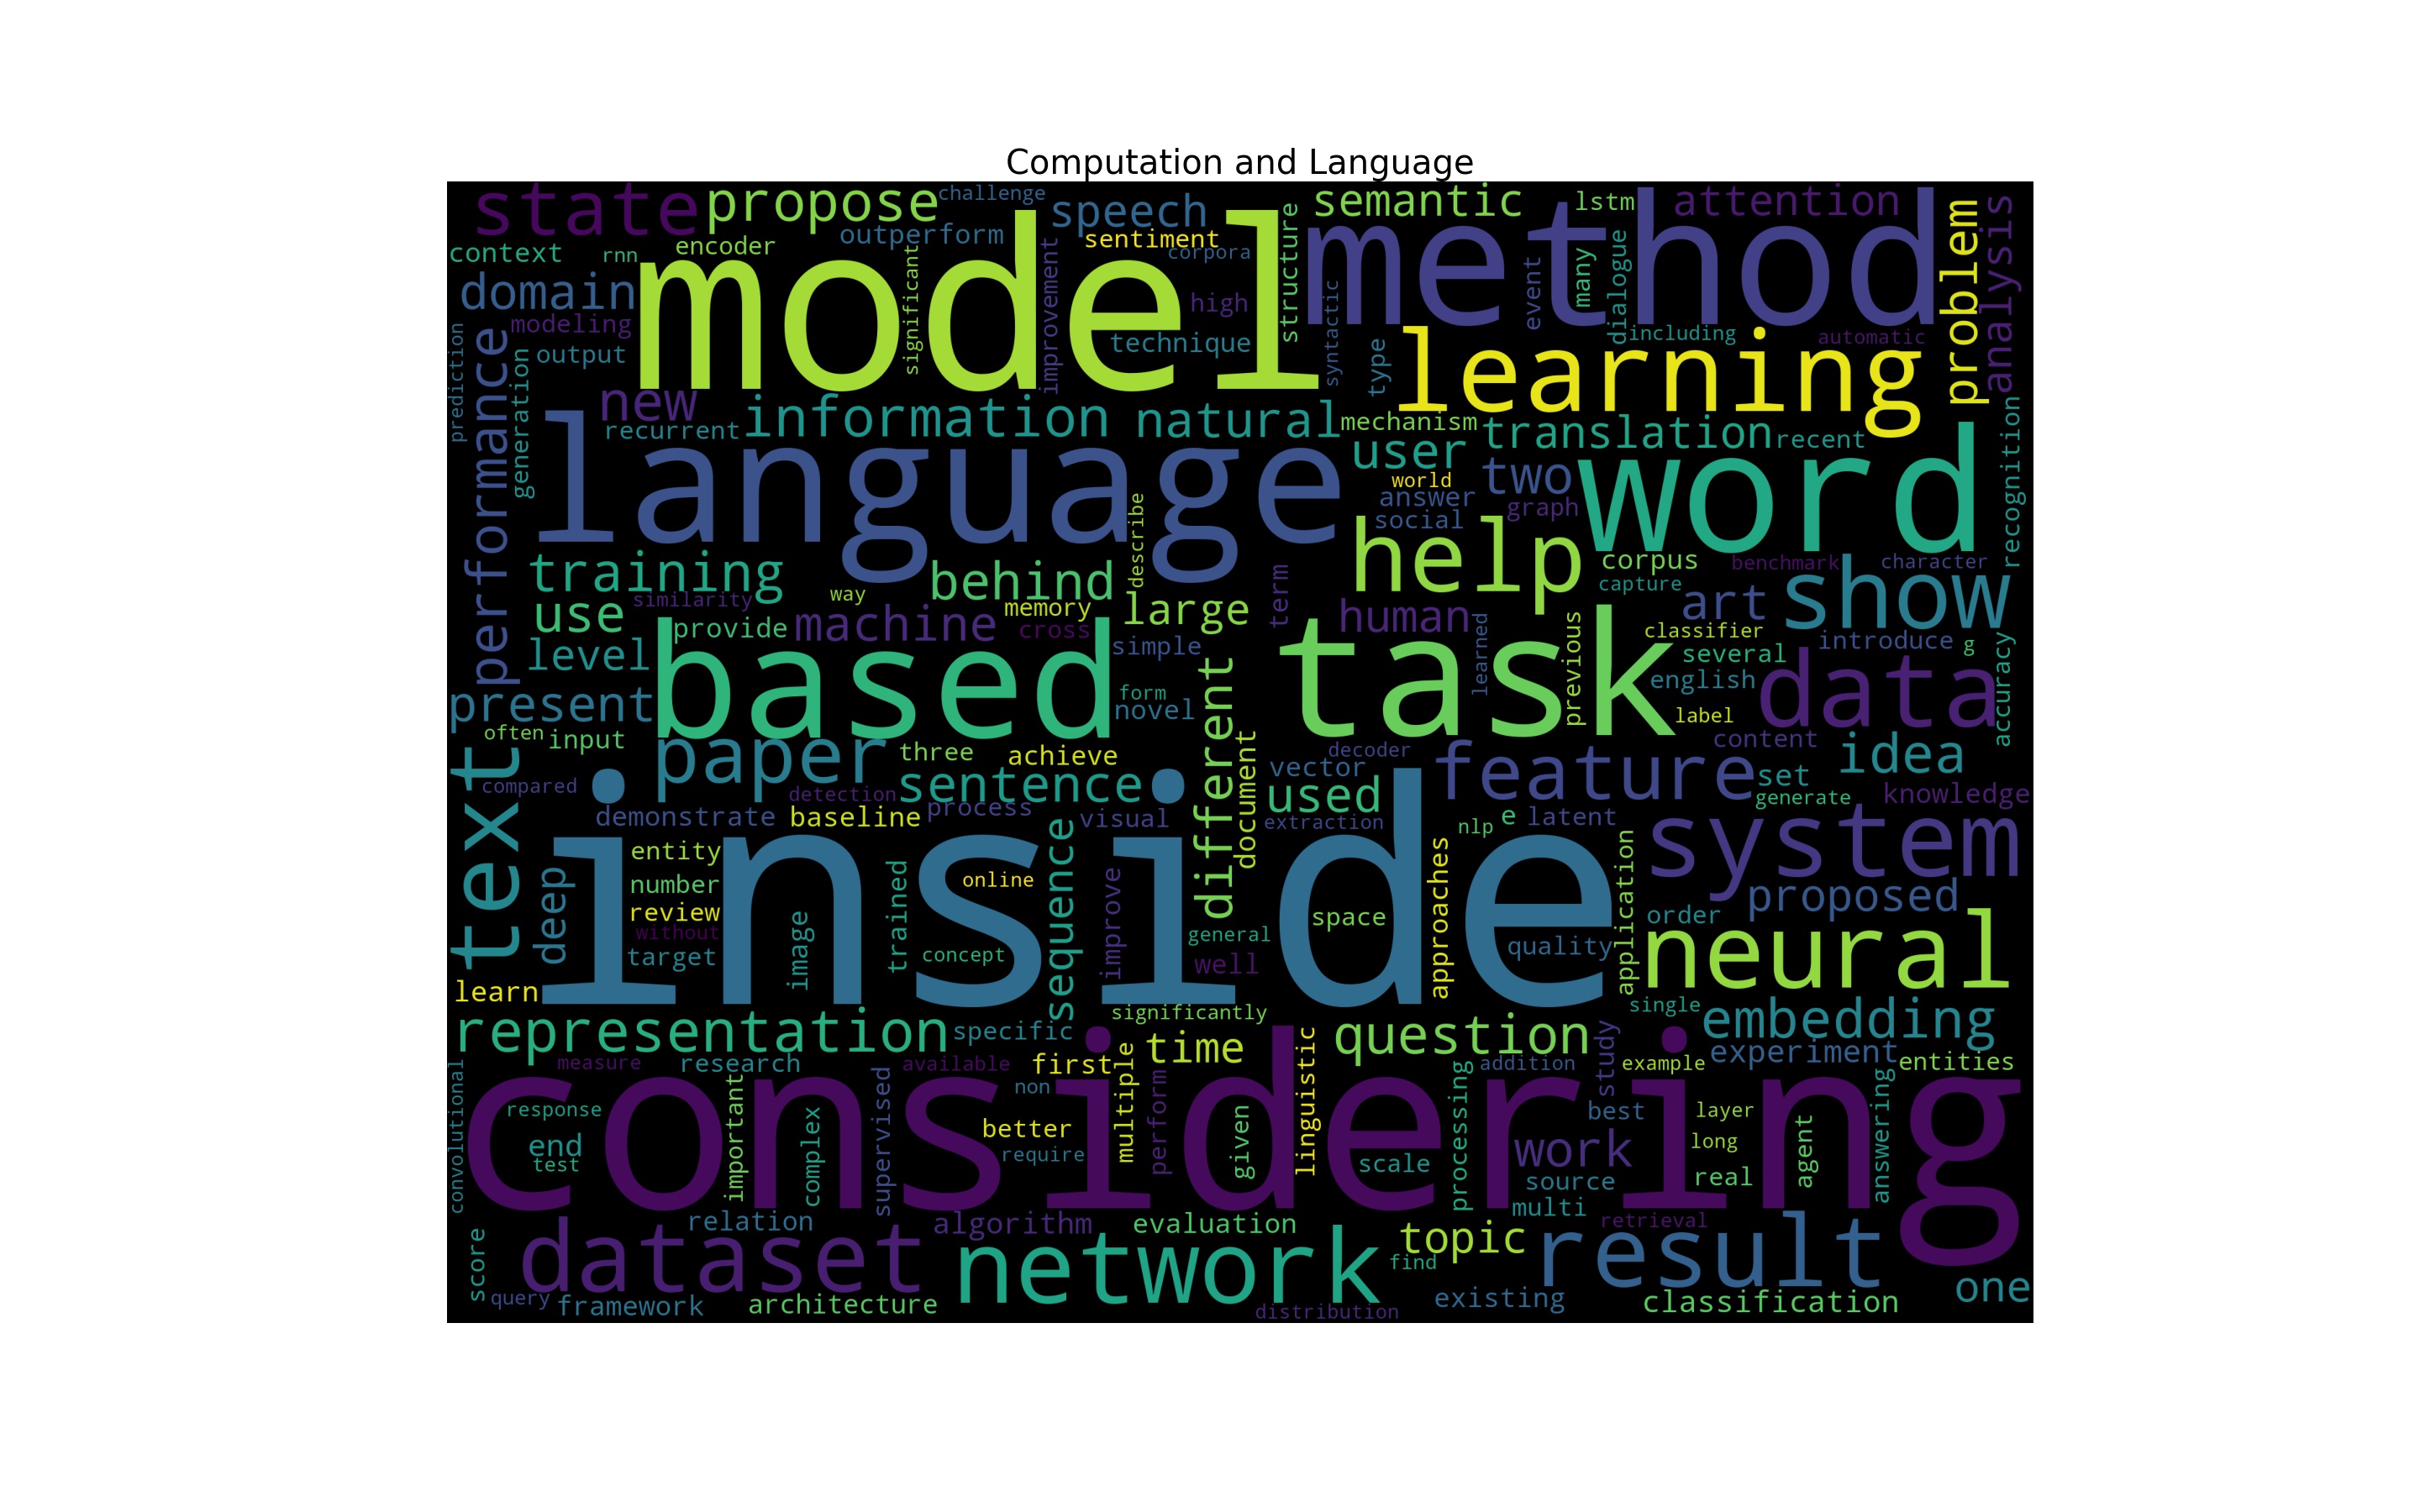 Computation and Language
state propose challenge speech semantic lstm attention
context rnn encoder outperform sentiment corpora
model method
domain modeling output significant improvement high technique structure syntactic type event many dialogue including automatic problem analysis
prediction performance generation new recurrent information natural mechanism learning
language user translation recent word recognition
world answer social two graph
describe help corpus benchmark character capture show
training behind use similarity way machine memory cross large term human art
level provide simple based task learned previous classifier several introduce g english data accuracy label
present form novel
often input paper three achieve sentence different document decoder vector used feature content set idea generate knowledge
text compared demonstrate detection baseline process visual extraction nlp e latent system
inside
deep entity number review without target image trained online concept sequence improve general well space approaches quality application order proposed neural
learn significantly single
representation specific time question embedding
measure research available first multiple linguistic addition study example experiment entities
considering
convolutional response end test important complex supervised non better require perform given scale processing best work source multi layer long real agent answering
relation algorithm evaluation retrieval
score dataset network topic find result
query framework architecture distribution existing classification one